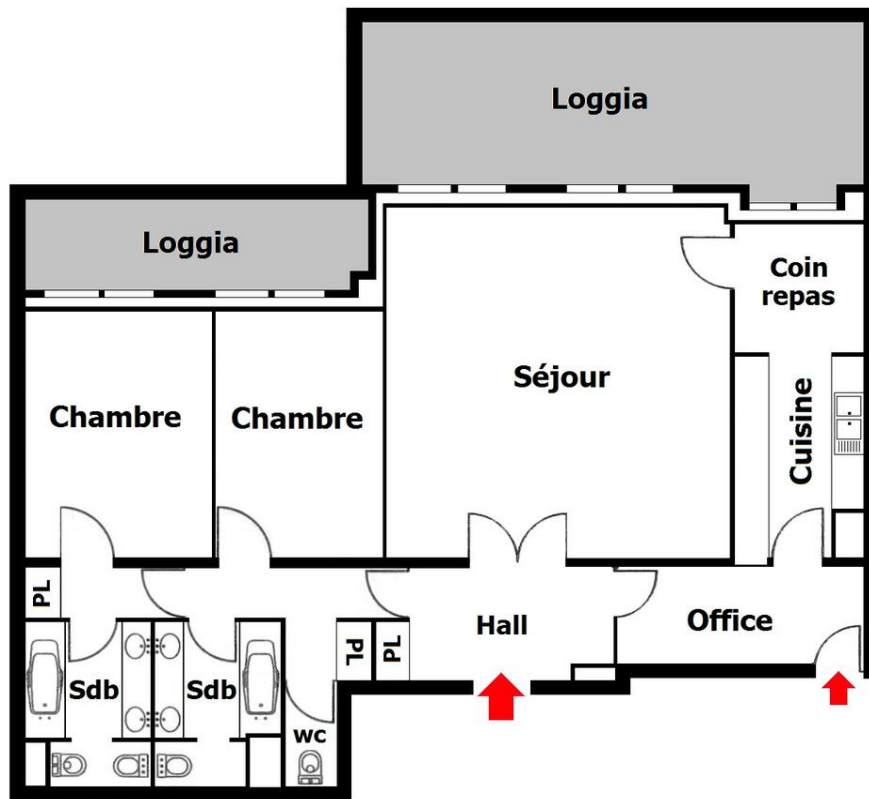 Loggia
Loggia
Coin
repas
Séjour
Chambre
Chambre
Cuisine
PL
Hall
Office
PL
PL
Sdb
Sdb
wc